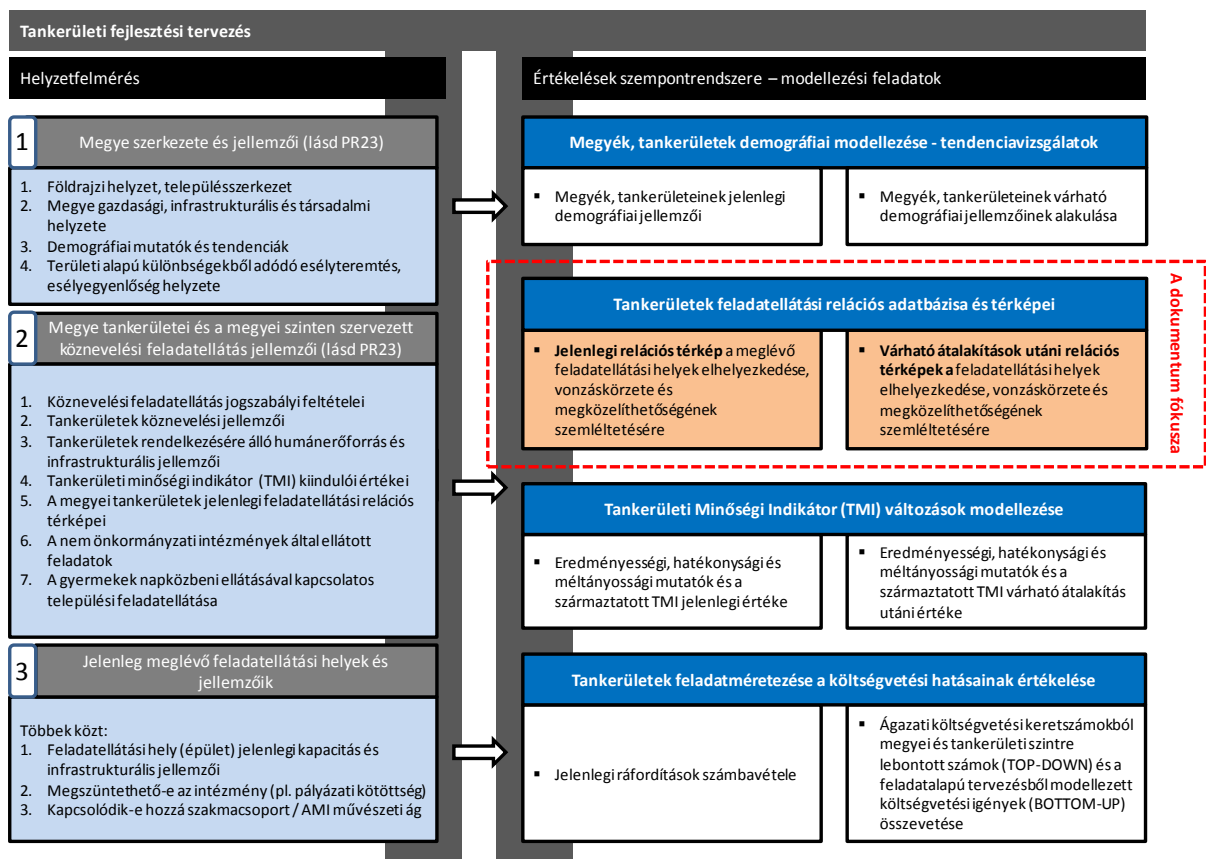 Tankerületi fejlesztési tervezés
Helyzetfelmérés
1
Megye szerkezete és jellemzői (lásd PR23)
1. Földrajzi helyzet, településszerkezet
2. Megye gazdasági, infrastrukturális és társadalmi
helyzete
3. Demográfiai mutatók és tendenciák
4. Területi alapú különbségekből adódó esélyteremtés,
esélyegyenlőség helyzete
2
Megye tankerületei és a megyei szinten szervezett
köznevelési feladatellátás jellemzői (lásd PR23)
1. Köznevelési feladatellátás jogszabályi feltételei
2. Tankerületek köznevelési jellemzői
3. Tankerületek rendelkezésére álló humánerőforrás és
infrastrukturális jellemzői
4. Tankerületi minőségi indikátor (TMI) kiindulói értékei
5. A megyei tankerületek jelenlegi feladatellátási relációs
térképei
6. A nem önkormányzati intézmények által ellátott
feladatok
7. A gyermekek napközbeni ellátásával kapcsolatos
települési feladatellátása
3
Jelenleg meglévő feladatellátási helyek és
jellemzőik
Többek közt:
1. Feladatellátási hely (épület) jelenlegi kapacitás és
infrastrukturális jellemzői
2. Megszüntethető-e az intézmény (pl. pályázati kötöttség)
3. Kapcsolódik-e hozzá szakmacsoport / AMI művészeti ág
Értékelések szempontrendszere – modellezési feladatok
Megyék, tankerületek demográfiai modellezése - tendenciavizsgálatok
▪ Megyék, tankerületeinek jelenlegi
demográfiai jellemzői
▪ Megyék, tankerületeinek várható
demográfiai jellemzőinek alakulása
Tankerületek feladatellátási relációs adatbázisa és térképei
▪ Jelenlegi relációs térkép a meglévő
feladatellátási helyek elhelyezkedése,
vonzáskörzete és
megközelíthetőségének
szemléltetésére
▪ Várható átalakítások utáni relációs
térképek a feladatellátási helyek
elhelyezkedése, vonzáskörzete és
megközelíthetőségének
szemléltetésére
A dokumentum fókusza
Tankerületi Minőségi Indikátor (TMI) változások modellezése
▪ Eredményességi, hatékonysági és
méltányossági mutatók és a
származtatott TMI jelenlegi értéke
▪ Eredményességi, hatékonysági és
méltányossági mutatók és a
származtatott TMI várható átalakítás
utáni értéke
Tankerületek feladatméretezése a költségvetési hatásainak értékelése
▪ Jelenlegi ráfordítások számbavétele
▪ Ágazati költségvetési keretszámokból
megyei és tankerületi szintre
lebontott számok (TOP-DOWN) és a
feladatalapú tervezésből modellezett
költségvetési igények (BOTTOM-UP)
összevetése